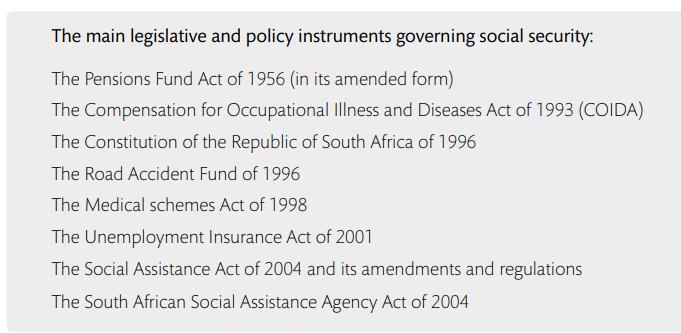 The main legislative and policy instruments governing social security:
The Pensions Fund Act of 1956 (in its amended form)
The Compensation for Occupational Illness and Diseases Act of 1993 (COIDA)
The Constitution of the Republic of South Africa of 1996
The Road Accident Fund of 1996
The Medical schemes Act of 1998
The Unemployment Insurance Act of 2001
The Social Assistance Act of 2004 and its amendments and regulations
The South African Social Assistance Agency Act of 2004